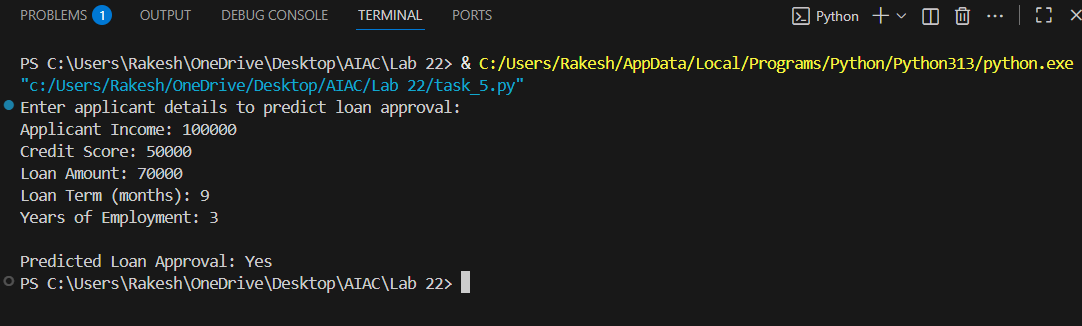 PROBLEMS 1 OUTPUT DEBUG CONSOLE TERMINAL PORTS Python
PS C:\Users\Rakesh\OneDrive\Desktop\AIAC\Lab 22> & C:/Users/Rakesh/AppData/Local/Programs/Python/Python313/python.exe
"c:/Users/Rakesh/OneDrive/Desktop/AIAC/Lab 22/task_5.py"
Enter applicant details to predict loan approval:
Applicant Income: 100000
Credit Score: 50000
Loan Amount: 70000
Loan Term (months): 9
Years of Employment: 3
Predicted Loan Approval: Yes
PS C:\Users\Rakesh\OneDrive\Desktop\AIAC\Lab 22>